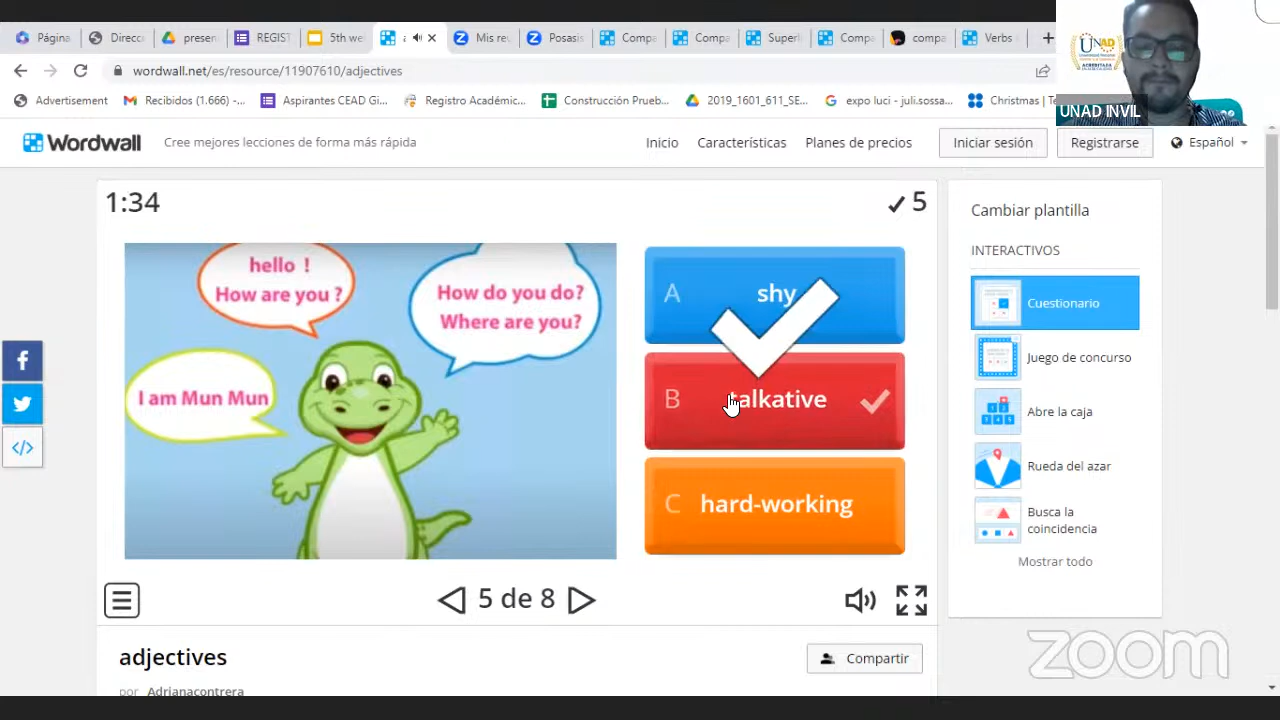 Página
Direcc
presen
REGIST
5th we
Mis re
Posasis
Compa
Compa
Superl
Compa
compa
Verbs
wordwall.net/es/resource/11907610/adjectives
Advertisement
Recibidos (1.666) -...
Aspirantes CEAD Gi...
Registro Académic...
Construcción Prueb...
2019_1601_611_SE...
expo luci - juli.sossa...
Christmas | Te
UNAD
UNAD INVIL
Wordwall
Cree mejores lecciones de forma más rápida
Inicio
Características
Planes de precios
Iniciar sesión
Registrarse
Español
1:34
5
hello !
How are you ?
How do you do?
Where are you?
I am Mun Mun
A shy
B talkative
C hard-working
5 de 8
Cambiar plantilla
INTERACTIVOS
Cuestionario
Juego de concurso
Abre la caja
Rueda del azar
Busca la
coincidencia
Mostrar todo
adjectives
Compartir
por Adrianacontrera
zoom